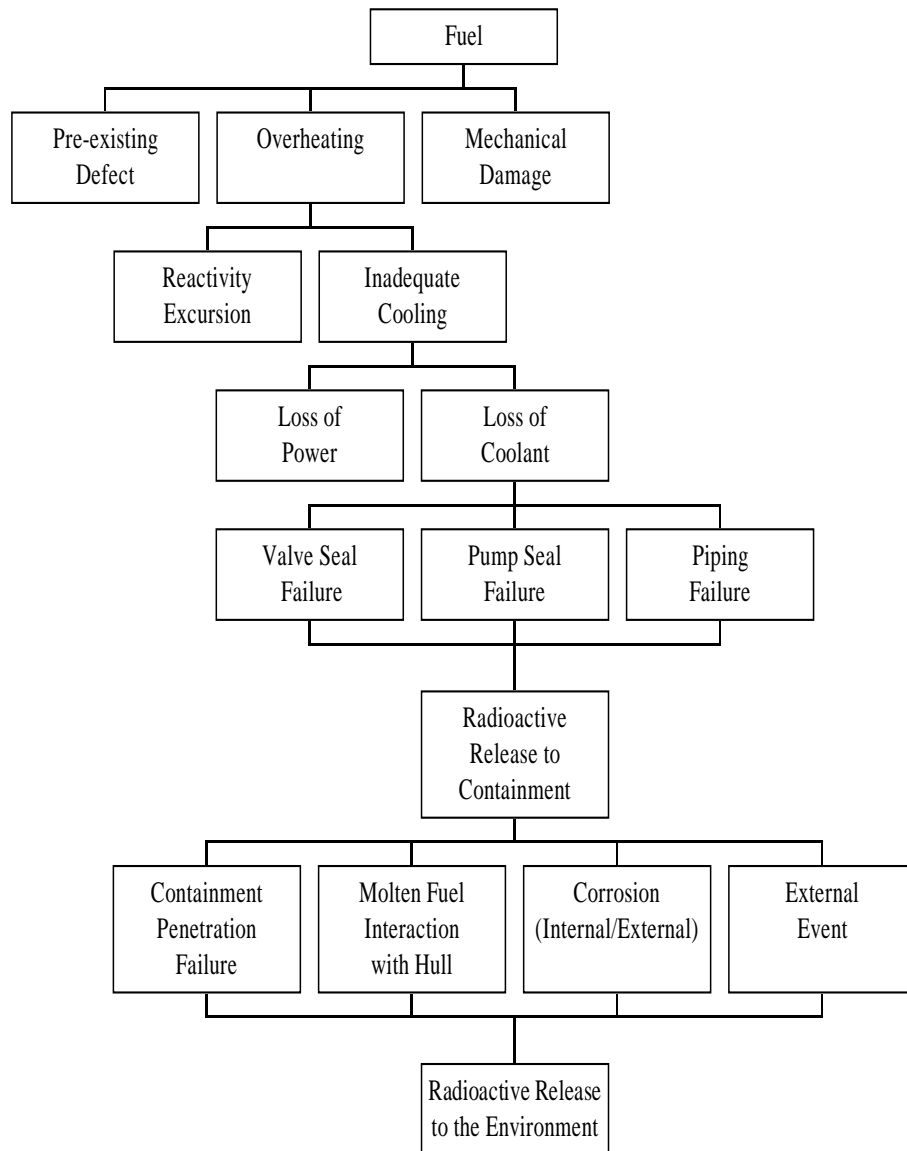 Fuel
Pre-existing
Defect
Overheating
Mechanical
Damage
Reactivity
Excursion
Inadequate
Cooling
Loss of
Power
Loss of
Coolant
Valve Seal
Failure
Pump Seal
Failure
Piping
Failure
Radioactive
Release to
Containment
Containment
Penetration
Failure
Molten Fuel
Interaction
with Hull
Corrosion
(Internal/External)
External
Event
Radioactive Release
to the Environment